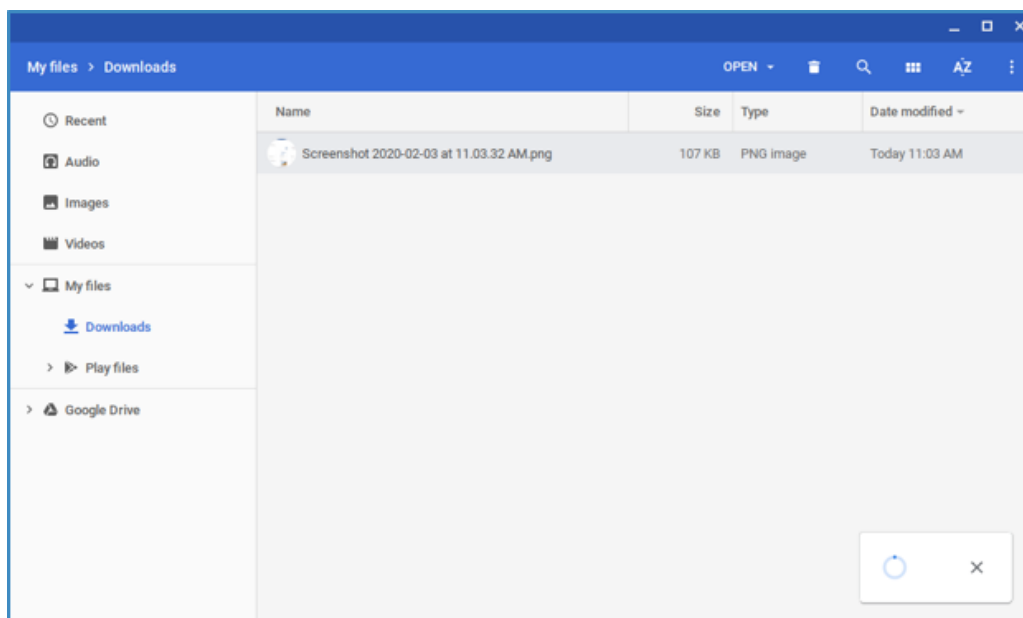 My files > Downloads
OPEN
AZ
Recent
Audio
Images
Videos
My files
Downloads
Play files
Google Drive
Name Size Type Date modified
Screenshot 2020-02-03 at 11.03.32 AM.png 107 KB PNG image Today 11:03 AM